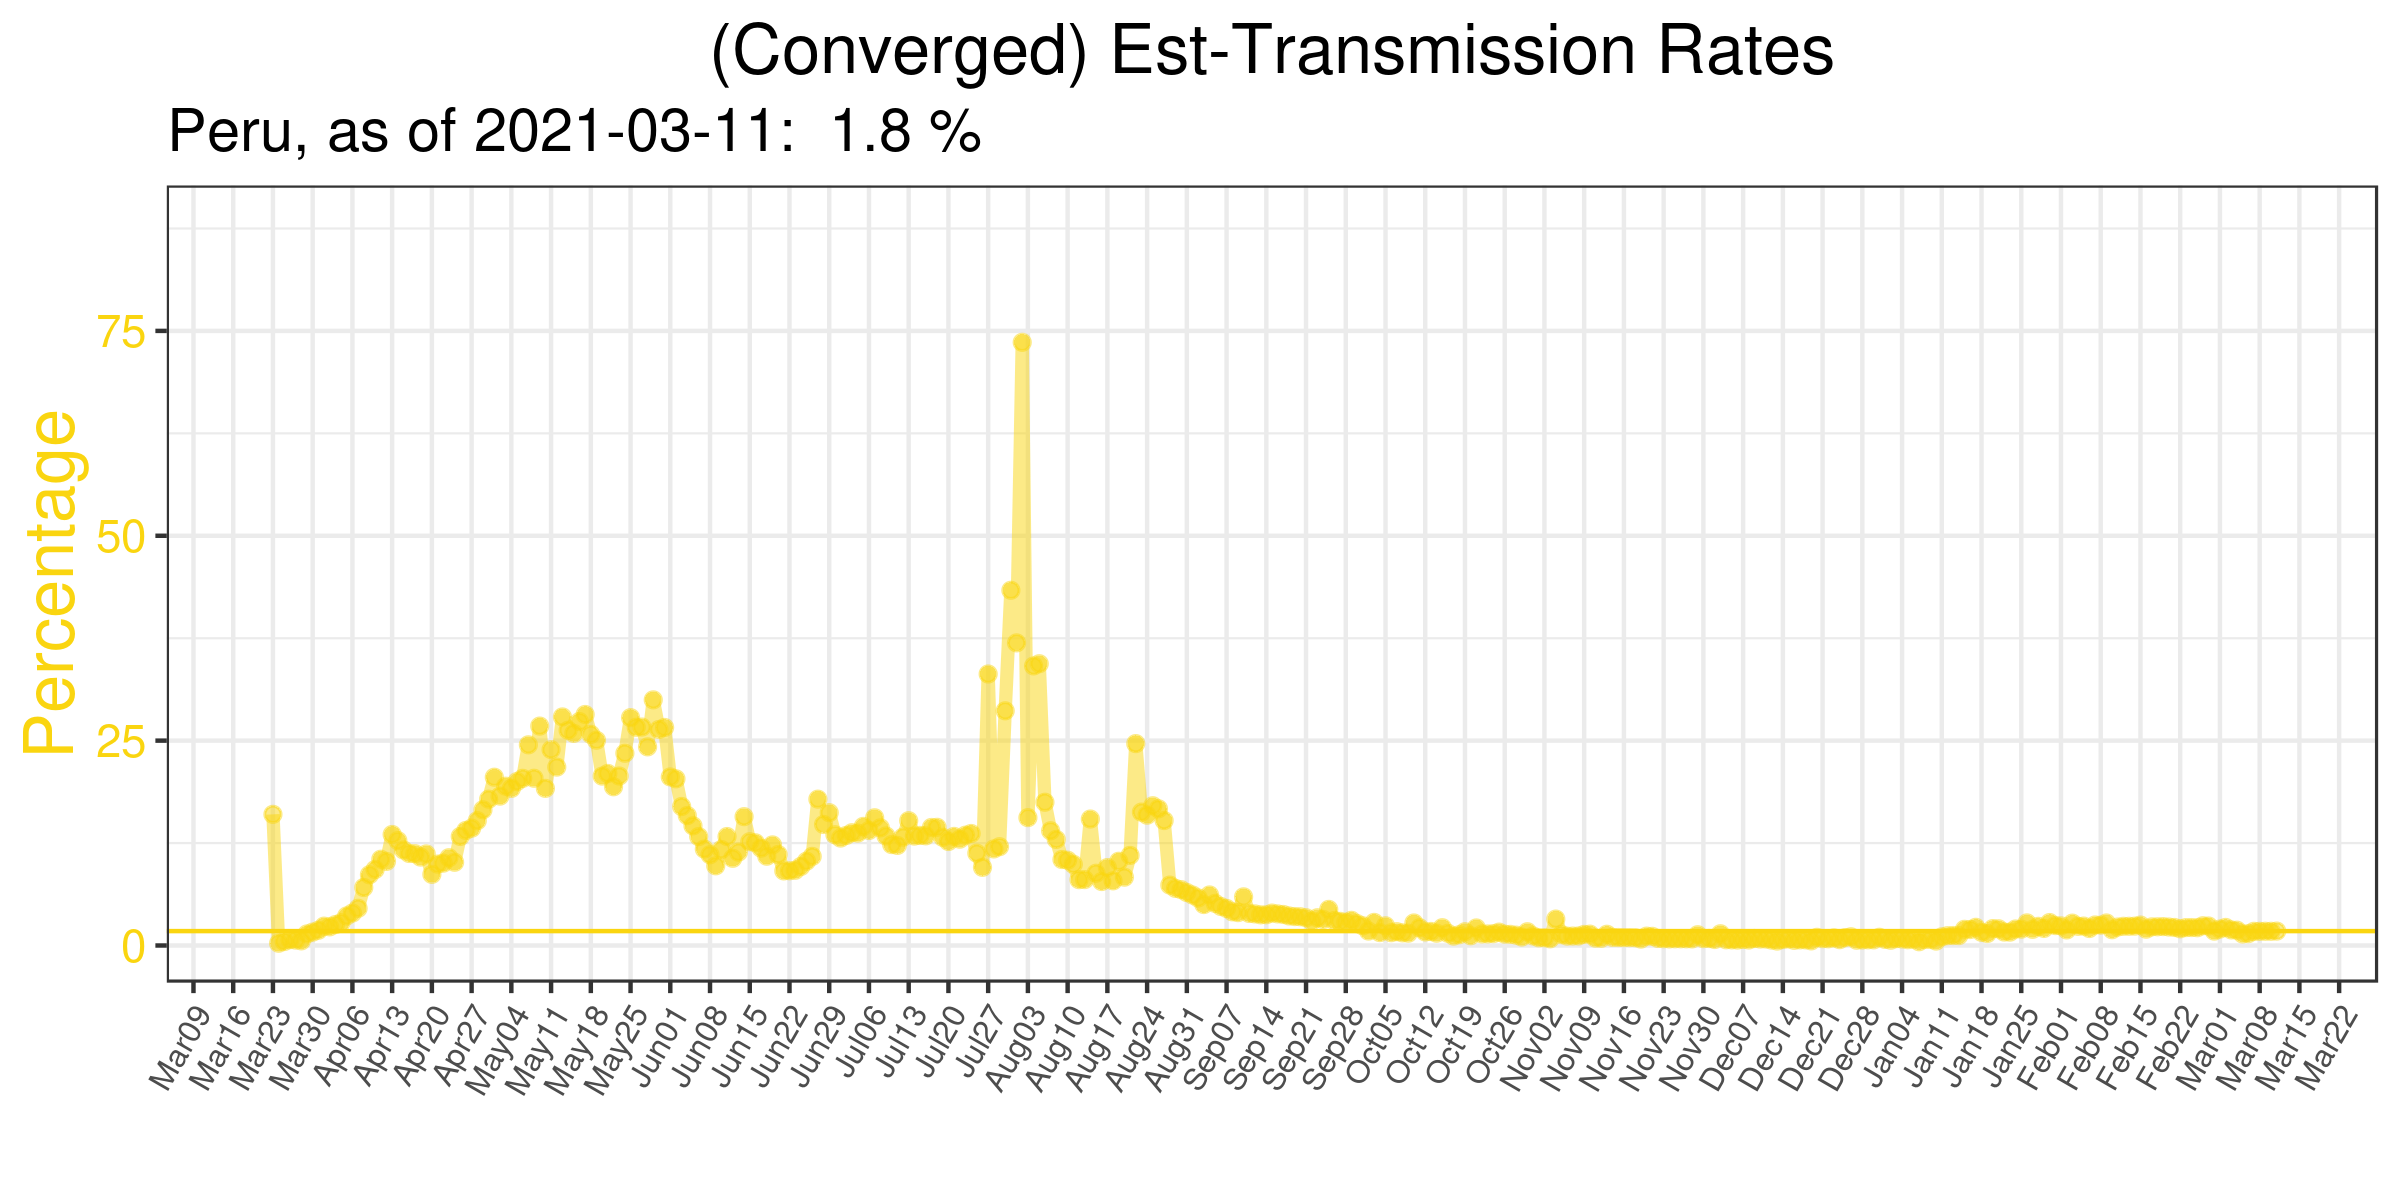 (Converged) Est-Transmission Rates
Peru, as of 2021-03-11:  1.8 %
Percentage
75
50
25
0
Mar09 Mar16 Mar23 Mar30 Apr06 Apr13 Apr20 Apr27 May04 May11 May18 May25 Jun01 Jun08 Jun15 Jun22 Jun29 Jul06 Jul13 Jul20 Jul27 Aug03 Aug10 Aug17 Aug24 Aug31 Sep07 Sep14 Sep21 Sep28 Oct05 Oct12 Oct19 Oct26 Nov02 Nov09 Nov16 Nov23 Nov30 Dec07 Dec14 Dec21 Dec28 Jan04 Jan11 Jan18 Jan25 Feb01 Feb08 Feb15 Feb22 Mar01 Mar08 Mar15 Mar22